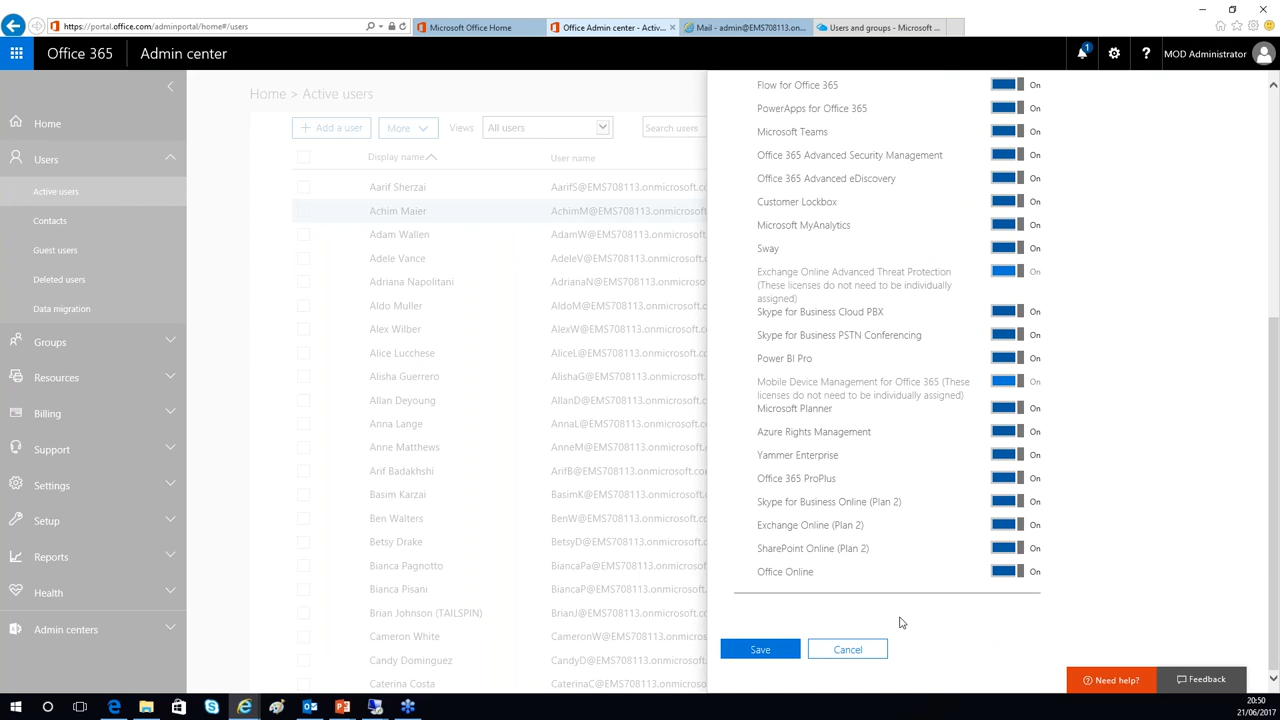 https://portal.office.com/adminportal/home#/users
Microsoft Office Home
Office Admin center - Activ...
Mail - admin@EMS708113.on...
Users and groups - Microsoft ...
Office 365
Admin center
1
MOD Administrator
Home
Users
Active users
Contacts
Guest users
Deleted users
Data migration
Groups
Resources
Billing
Support
Settings
Setup
Reports
Health
Admin centers
Home > Active users
+ Add a user
More
Views
All users
Search users
Display name
User name
Aarif Sherzai AarifS@EMS708113.onmicrosoft.co
Achim Maier AchimM@EMS708113.onmicrosoft
Adam Wallen AdamW@EMS708113.onmicrosoft.
Adele Vance AdeleV@EMS708113.onmicrosoft.c
Adriana Napolitani AdrianaN@EMS708113.onmicroso
Aldo Muller AldoM@EMS708113.onmicrosoft.c
Alex Wilber AlexW@EMS708113.onmicrosoft.c
Alice Lucchese AliceL@EMS708113.onmicrosoft.co
Alisha Guerrero AlishaG@EMS708113.onmicrosoft.
Allan Deyoung AllanD@EMS708113.onmicrosoft.c
Anna Lange AnnaL@EMS708113.onmicrosoft.co
Anne Matthews AnneM@EMS708113.onmicrosoft.c
Arif Badakhshi ArifB@EMS708113.onmicrosoft.co
Basim Karzai BasimK@EMS708113.onmicrosoft.c
Ben Walters BenW@EMS708113.onmicrosoft.co
Betsy Drake BetsyD@EMS708113.onmicrosoft.c
Bianca Pagnotto BiancaPa@EMS708113.onmicroso
Bianca Pisani BiancaP@EMS708113.onmicrosoft.
Brian Johnson (TAILSPIN) BrianJ@EMS708113.onmicrosoft.c
Cameron White CameronW@EMS708113.onmicros
Candy Dominguez CandyD@EMS708113.onmicrosoft
Caterina Costa CaterinaC@EMS708113.onmicroso
Flow for Office 365 On
PowerApps for Office 365 On
Microsoft Teams On
Office 365 Advanced Security Management On
Office 365 Advanced eDiscovery On
Customer Lockbox On
Microsoft MyAnalytics On
Sway On
Exchange Online Advanced Threat Protection On
(These licenses do not need to be individually
assigned)
Skype for Business Cloud PBX On
Skype for Business PSTN Conferencing On
Power BI Pro On
Mobile Device Management for Office 365 (These On
licenses do not need to be individually assigned)
Microsoft Planner On
Azure Rights Management On
Yammer Enterprise On
Office 365 ProPlus On
Skype for Business Online (Plan 2) On
Exchange Online (Plan 2) On
SharePoint Online (Plan 2) On
Office Online On
Save
Cancel
Need help?
Feedback
20:50
21/06/2017